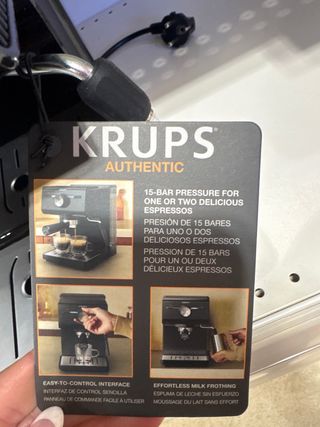 KRUPS
AUTHENTIC
15-BAR PRESSURE FOR
ONE OR TWO DELICIOUS
ESPRESSOS
PRESIÓN DE 15 BARES
PARA UNO O DOS
DELICIOSOS ESPRESSOS
PRESSION DE 15 BARS
POUR UN OU DEUX
DÉLICIEUX ESPRESSOS
EASY-TO-CONTROL INTERFACE
INTERFAZ DE CONTROL SENCILLA
PANNEAU DE COMMANDE FACILE À UTILISER
EFFORTLESS MILK FROTHING
ESPUMA DE LECHE SIN ESFUERZO
MOUSSAGE DU LAIT SANS EFFORT